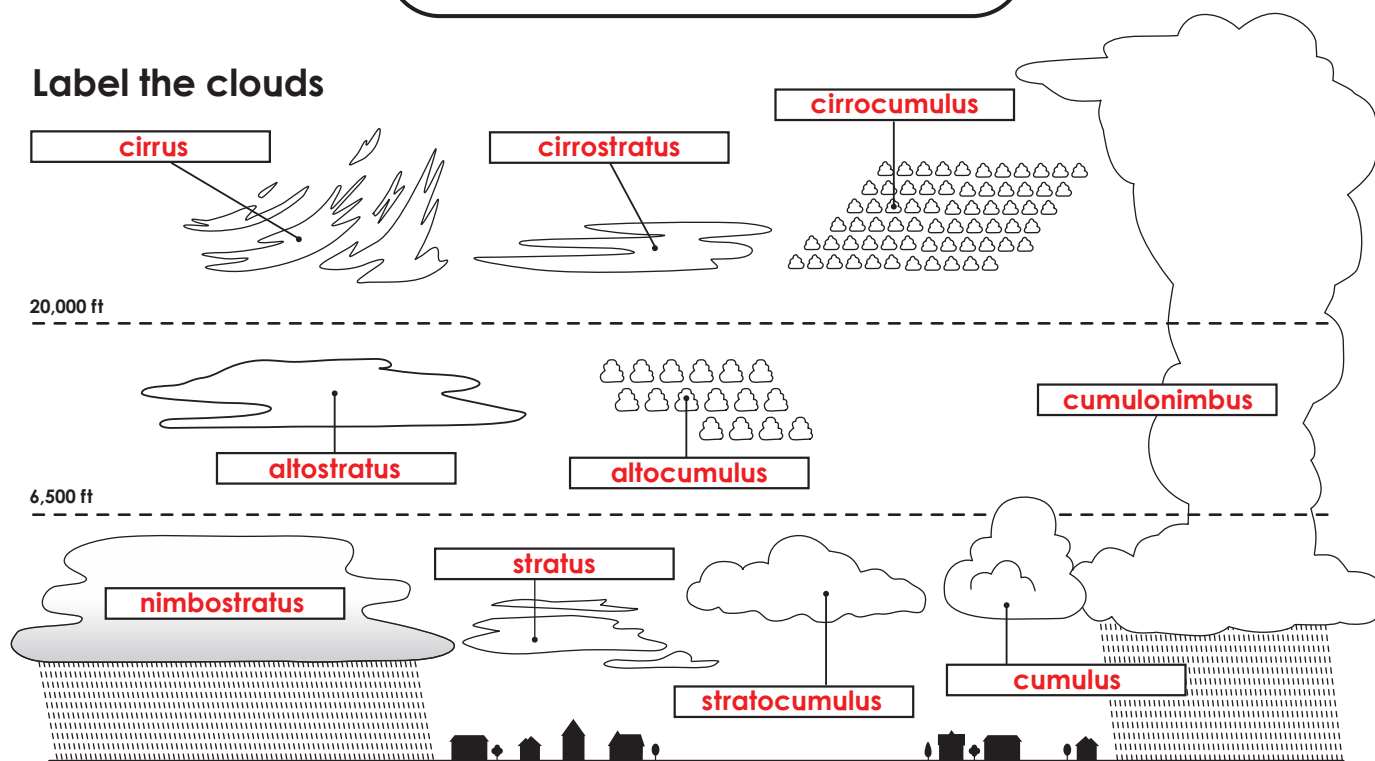 Label the clouds
cirrus
cirrostratus
cirrocumulus
20,000 ft
altostratus
altocumulus
cumulonimbus
6,500 ft
nimbostratus
stratus
stratocumulus
cumulus